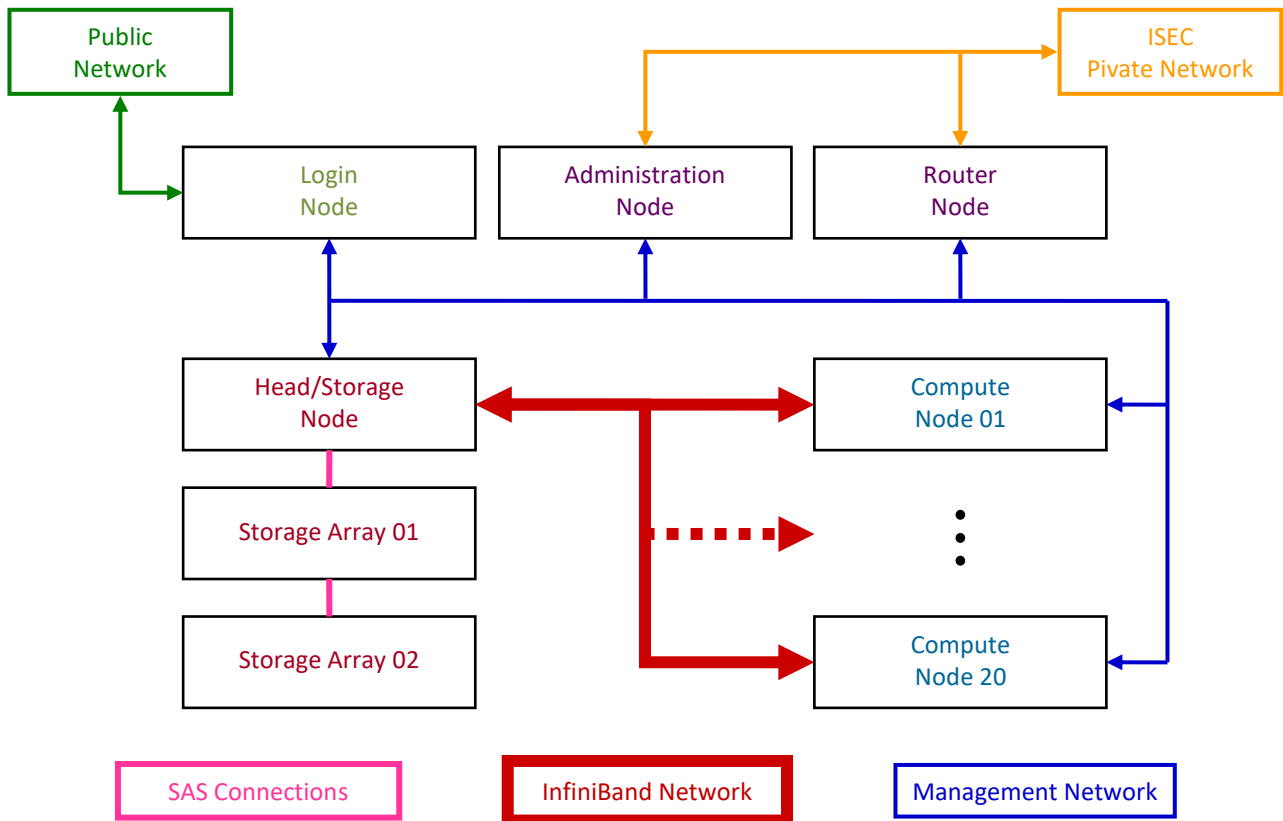 Public
Network
ISEC
Pivate Network
Login
Node
Administration
Node
Router
Node
Head/Storage
Node
Compute
Node 01
Storage Array 01
Storage Array 02
Compute
Node 20
SAS Connections
InfiniBand Network
Management Network